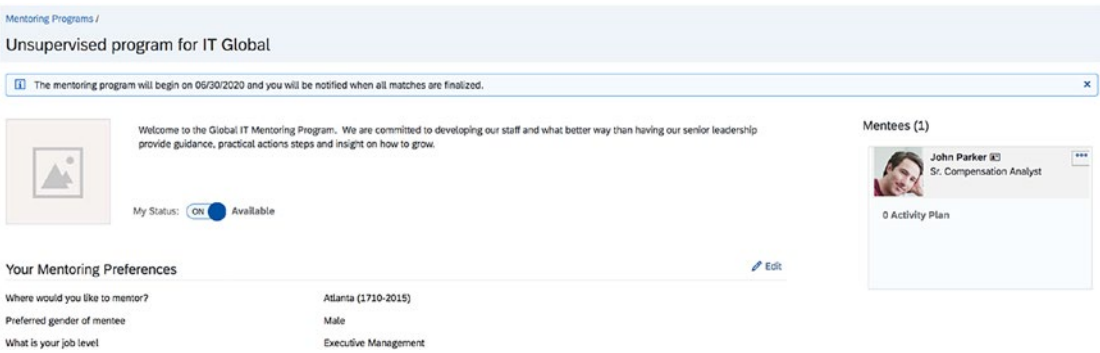 Mentoring Programs /
Unsupervised program for IT Global
The mentoring program will begin on 06/30/2020 and you will be notified when all matches are finalized.
Welcome to the Global IT Mentoring Program. We are committed to developing our staff and what better way than having our senior leadership
provide guidance, practical actions steps and insight on how to grow.
My Status: ON Available
Mentees (1)
John Parker
Sr. Compensation Analyst
0 Activity Plan
Your Mentoring Preferences
Edit
Where would you like to mentor? Atlanta (1710-2015)
Preferred gender of mentee Male
What is your job level Executive Management